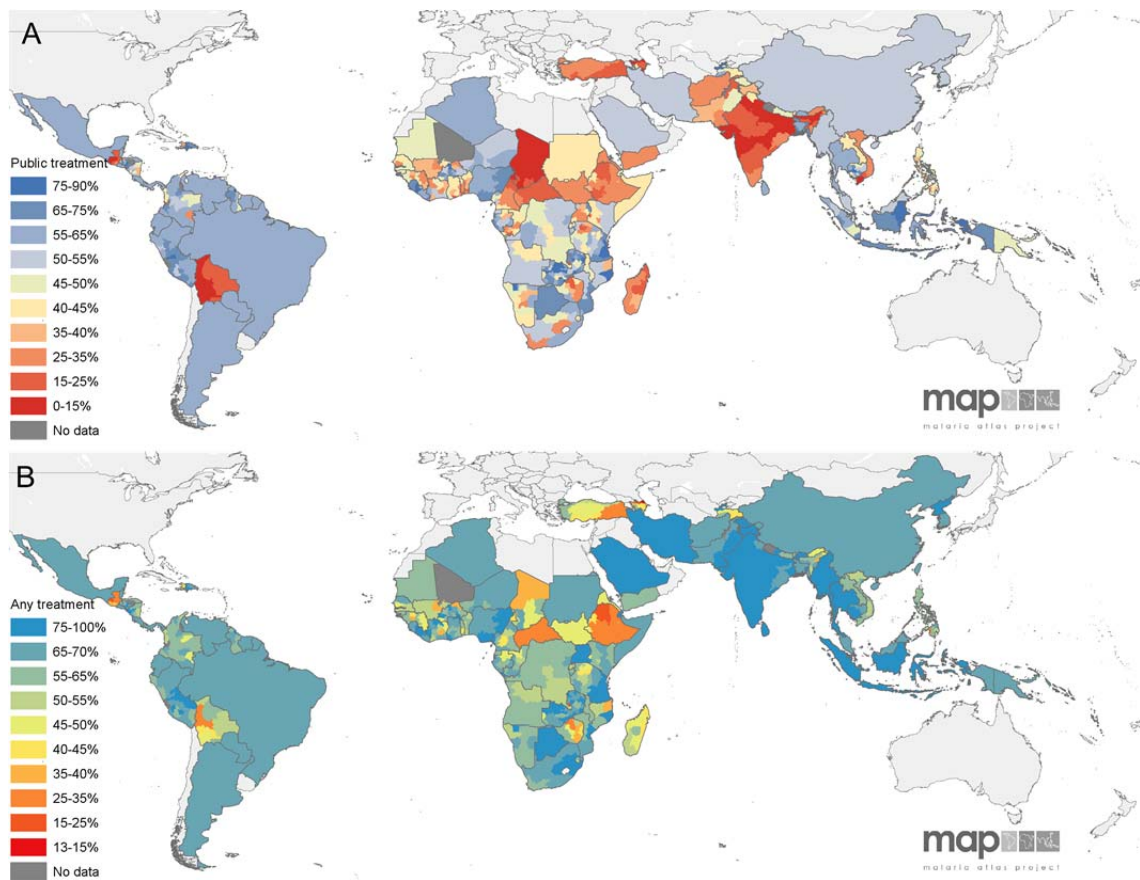 A
Public treatment
75-90%
65-75%
55-65%
50-55%
45-50%
40-45%
35-40%
25-35%
15-25%
0-15%
No data
map
malaria atlas project
B
Any treatment
75-100%
65-70%
55-65%
50-55%
45-50%
40-45%
35-40%
25-35%
15-25%
13-15%
No data
map
malaria atlas project